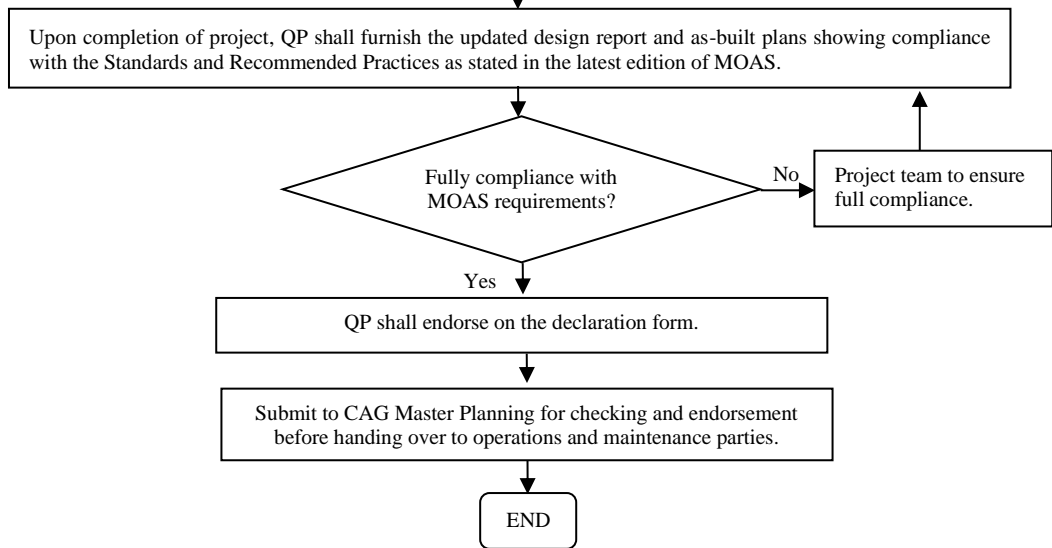 Upon completion of project, QP shall furnish the updated design report and as-built plans showing compliance
with the Standards and Recommended Practices as stated in the latest edition of MOAS.
Fully compliance with
MOAS requirements?
No
Project team to ensure
full compliance.
Yes
QP shall endorse on the declaration form.
Submit to CAG Master Planning for checking and endorsement
before handing over to operations and maintenance parties.
END